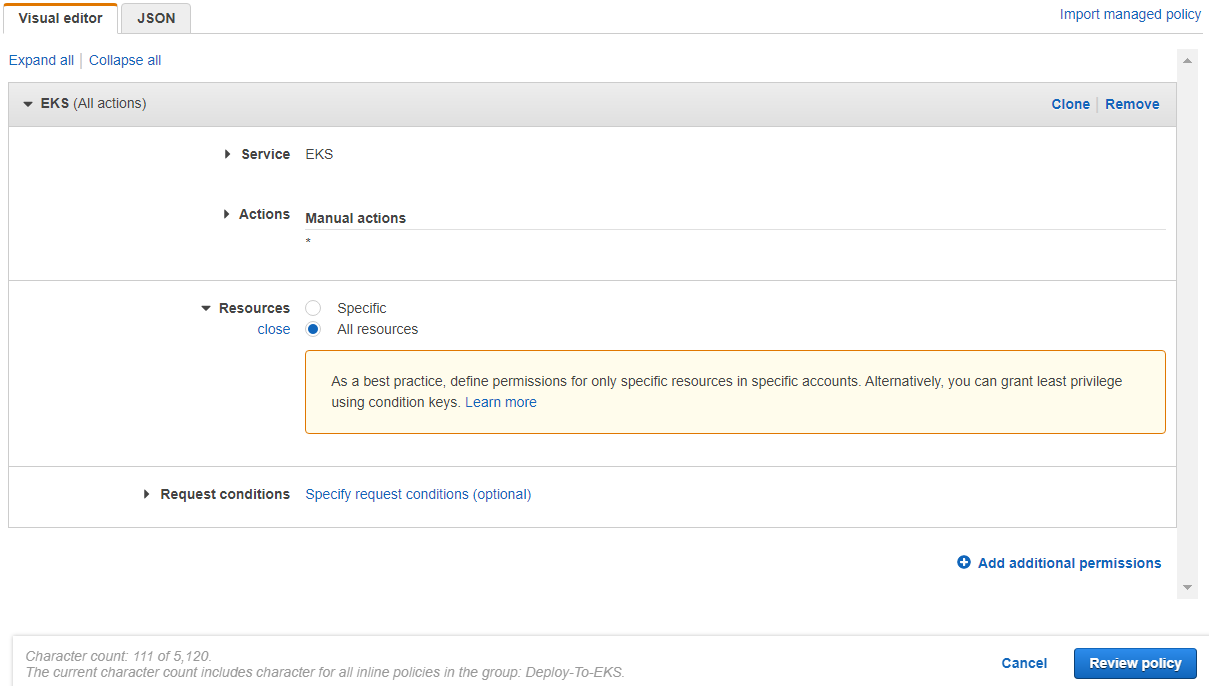 Visual editor
JSON
Import managed policy
Expand all
Collapse all
EKS (All actions)
Clone
Remove
Service
EKS
Actions
Manual actions
*
Resources
Specific
close
All resources
As a best practice, define permissions for only specific resources in specific accounts. Alternatively, you can grant least privilege
using condition keys. Learn more
Request conditions
Specify request conditions (optional)
Add additional permissions
Character count: 111 of 5,120.
The current character count includes character for all inline policies in the group: Deploy-To-EKS.
Cancel
Review policy